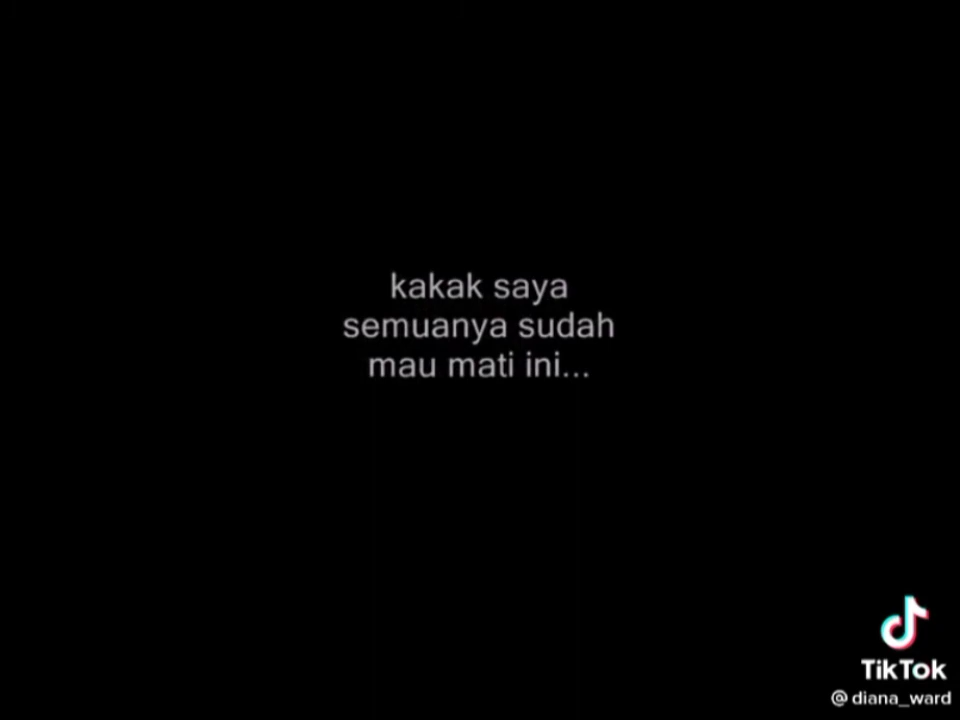 kakak saya
semuanya sudah
mau mati ini...
TikTok
@diana_ward